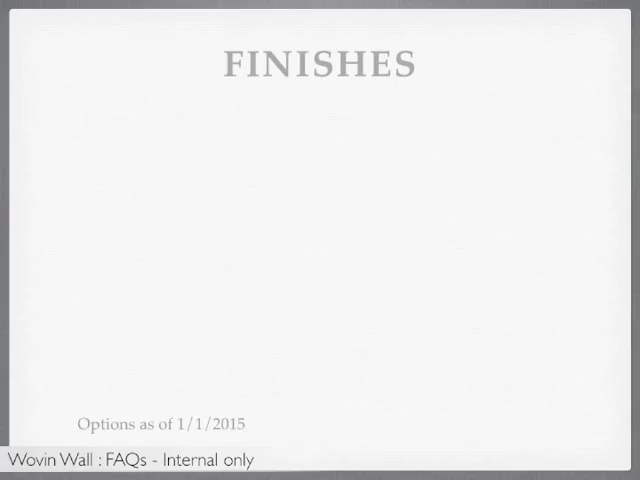 FINISHES
Options as of 1/1/2015
Wovin Wall : FAQs - Internal only